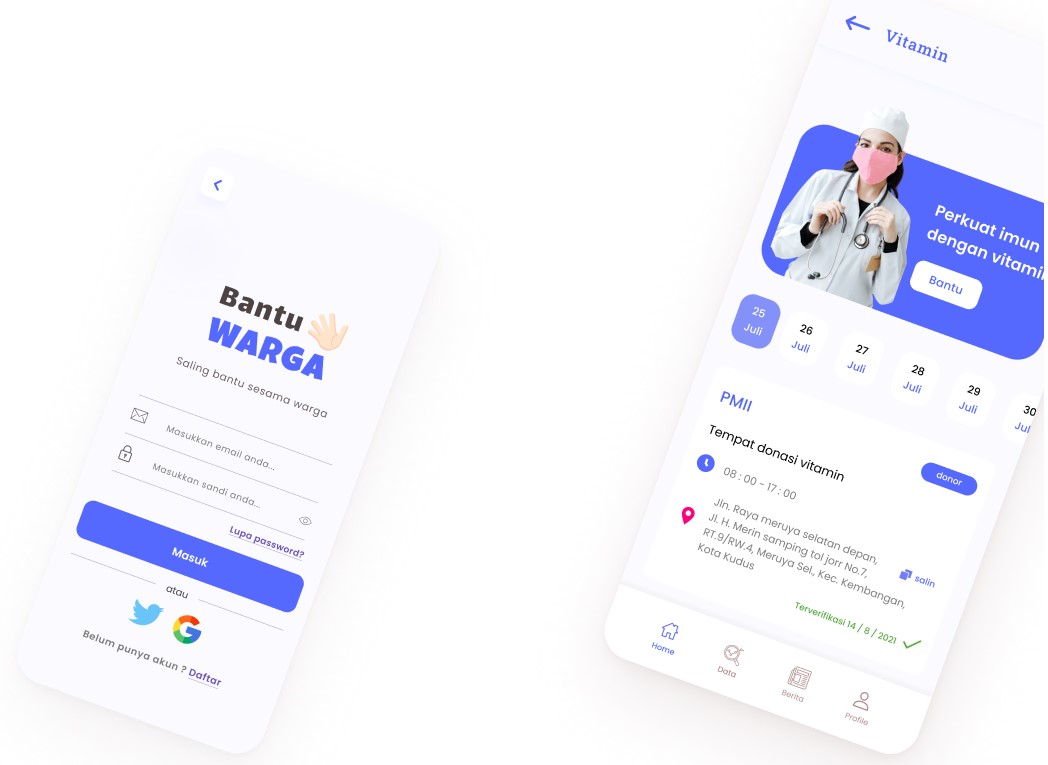 Bantu
WARGA
Saling bantu sesama warga
Masukkan email anda...
Masukkan sandi anda...
Lupa password?
Masuk
atau
Belum punya akun ? Daftar
Vitamin
Perkuat imun
dengan vitamin
Bantu
25
Juli
26
Juli
27
Juli
28
Juli
29
Juli
30
Jul
PMII
Tempat donasi vitamin
donor
08 : 00 - 17 : 00
Jln. Raya meruya selatan depan,
Jl. H. Merin samping tol jorr No.7,
RT.9/RW.4, Meruya Sel., Kec. Kembangan,
Kota Kudus
salin
Terverifikasi 14 / 8 / 2021
Home
Data
Berita
Profile